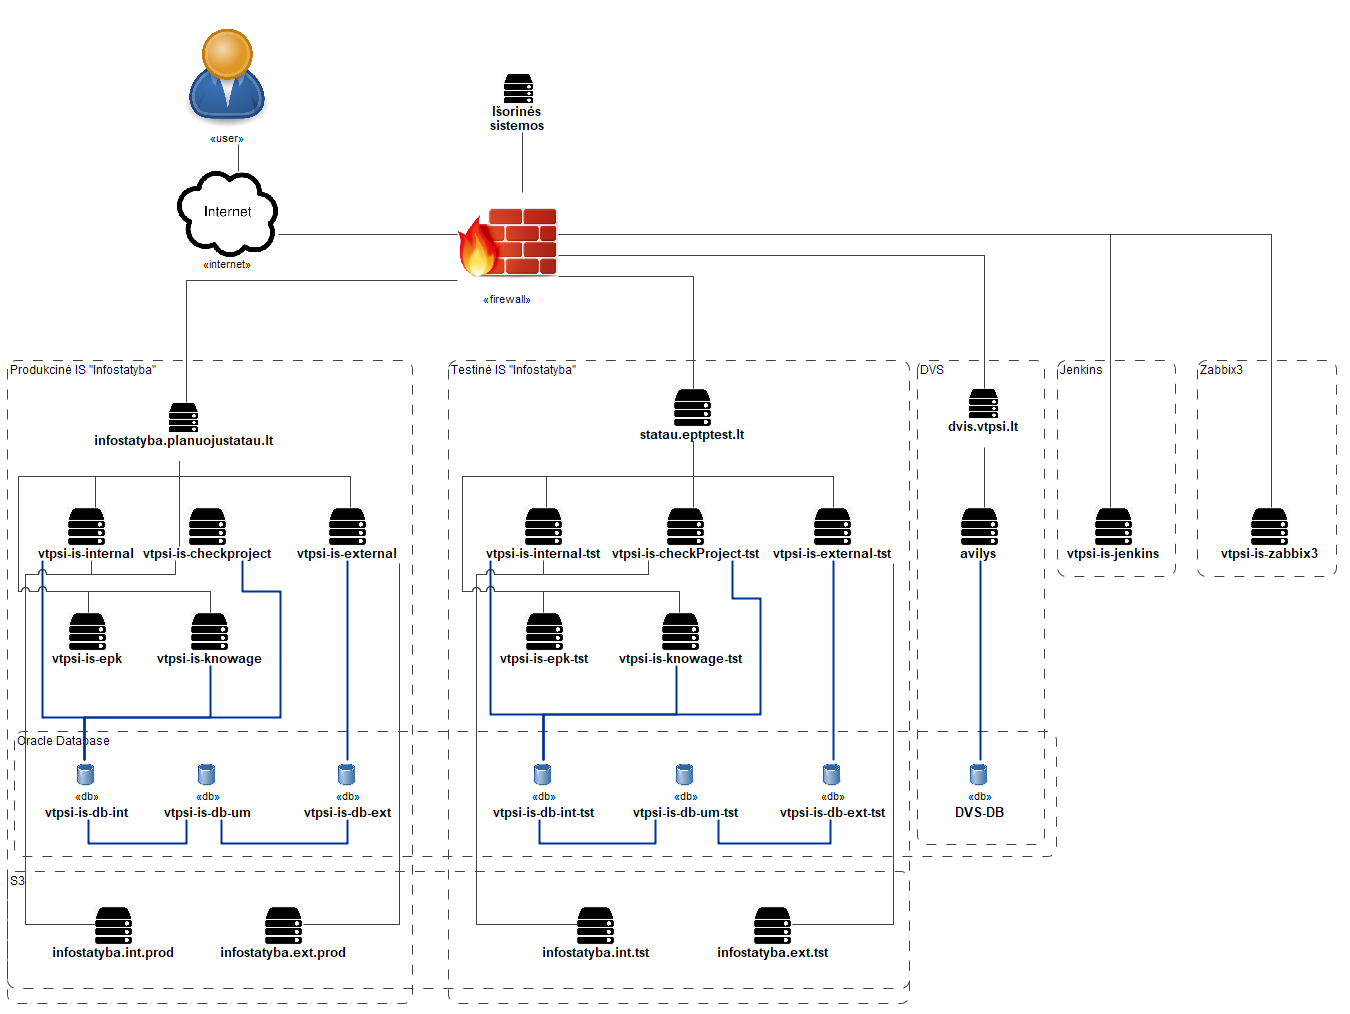 Išorinės
sistemos
«user»
Internet
«internet»
«firewall»
Produkcinė IS "Infostatyba"
Testinė IS "Infostatyba"
DVS
Jenkins
Zabbix3
infostatyba.planuojustatau.lt
statau.eptptest.lt
dvis.vtpsi.lt
vtpsi-is-internal
vtpsi-is-checkproject
vtpsi-is-external
vtpsi-is-internal-tst
vtpsi-is-checkProject-tst
vtpsi-is-external-tst
avilys
vtpsi-is-jenkins
vtpsi-is-zabbix3
vtpsi-is-epk
vtpsi-is-knowage
vtpsi-is-epk-tst
vtpsi-is-knowage-tst
Oracle Database
«db»
vtpsi-is-db-int
«db»
vtpsi-is-db-um
«db»
vtpsi-is-db-ext
«db»
vtpsi-is-db-int-tst
«db»
vtpsi-is-db-um-tst
«db»
vtpsi-is-db-ext-tst
«db»
DVS-DB
S3
infostatyba.int.prod
infostatyba.ext.prod
infostatyba.int.tst
infostatyba.ext.tst